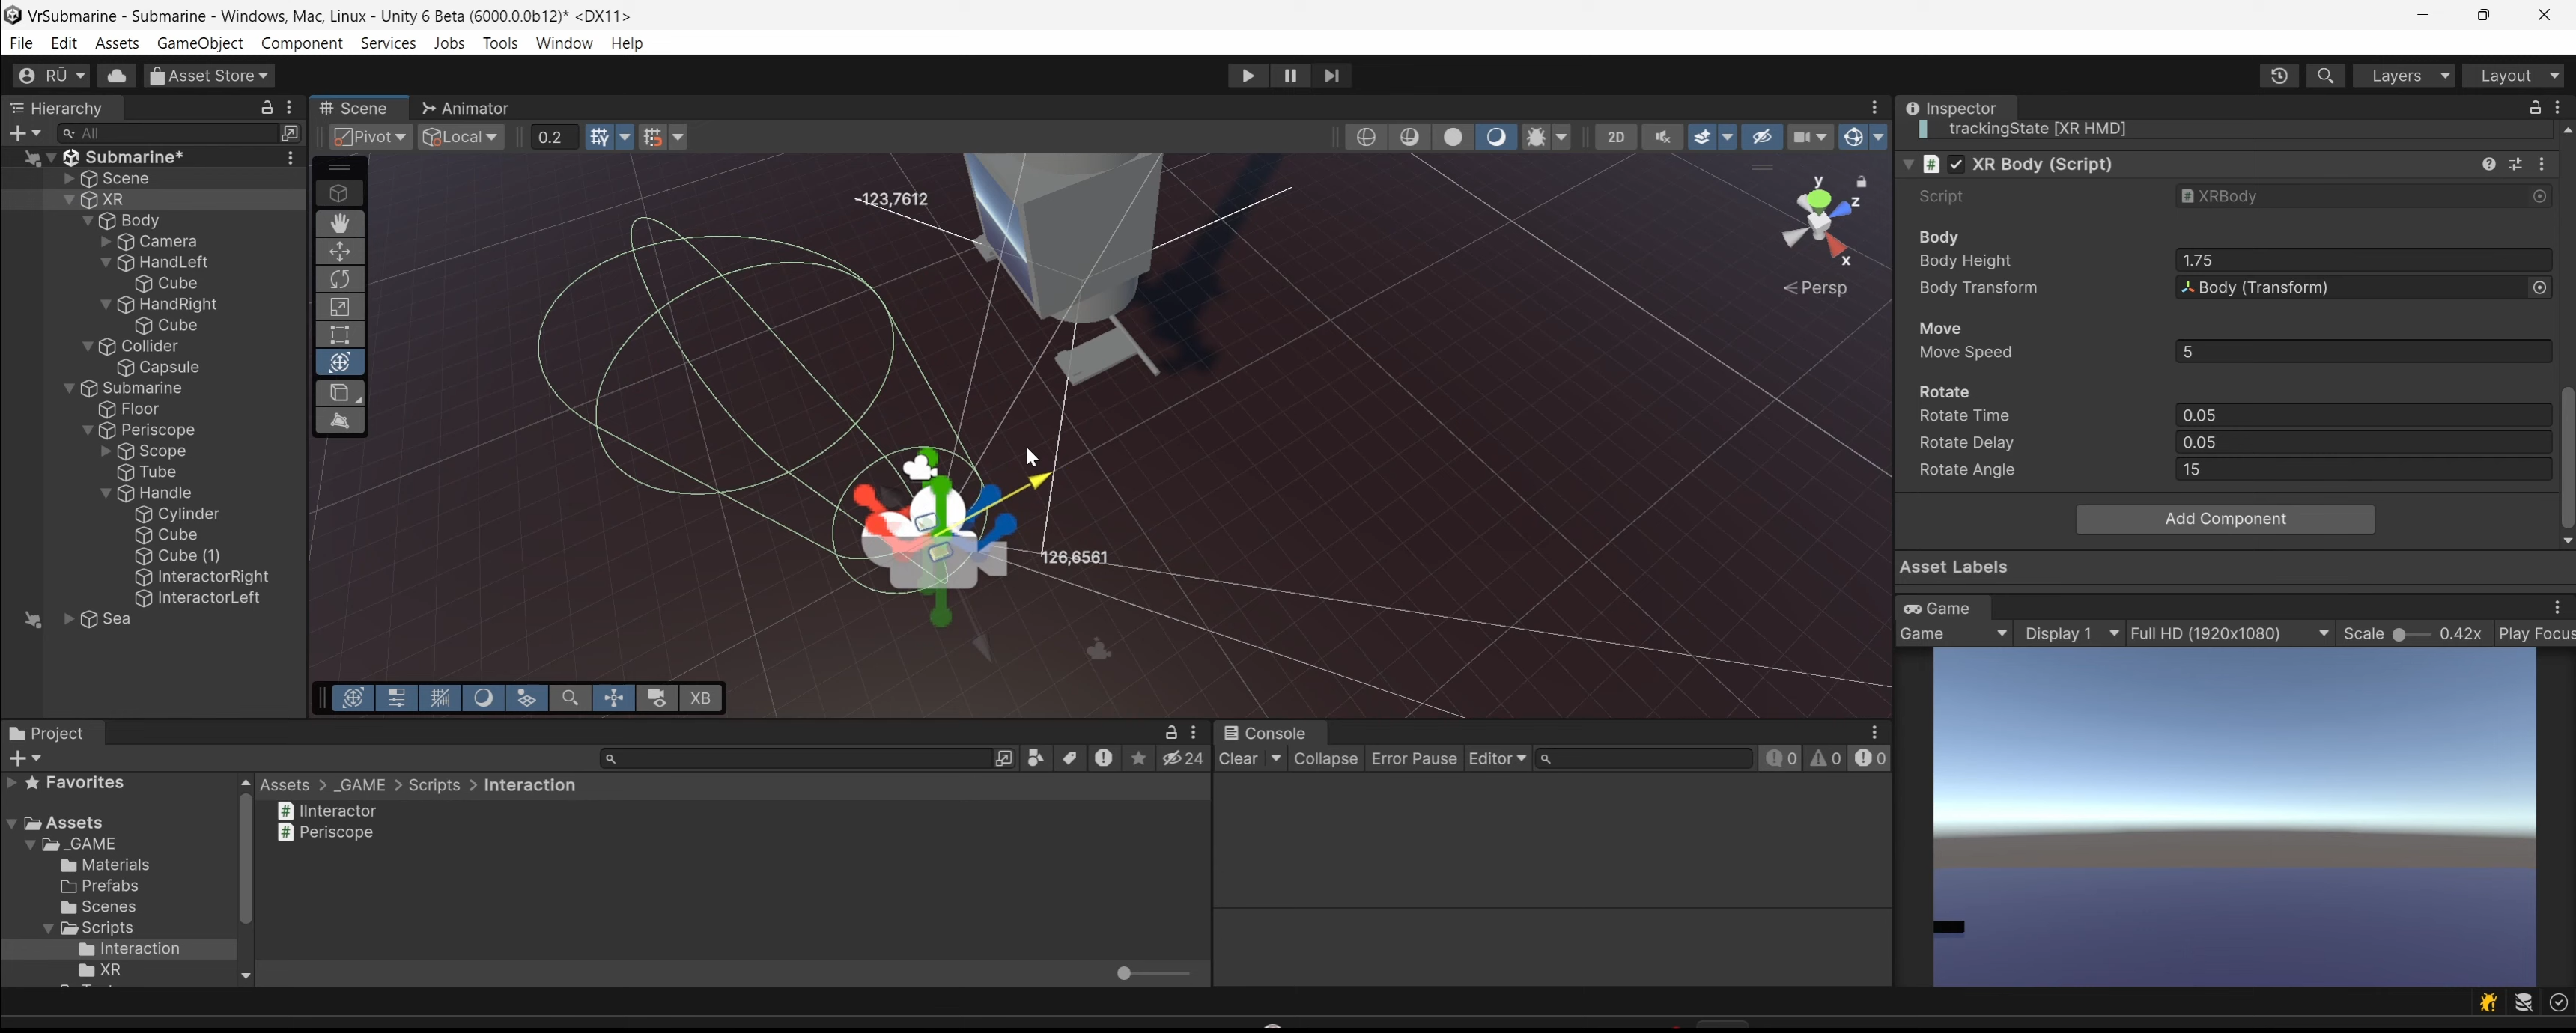 VrSubmarine - Submarine - Windows, Mac, Linux - Unity 6 Beta (6000.0.0b12)* <DX11>
File Edit Assets GameObject Component Services Jobs Tools Window Help
RŪ Asset Store Layers Layout
Hierarchy
All
Submarine*
Scene
XR
Body
Camera
HandLeft
Cube
HandRight
Cube
Collider
Capsule
Submarine
Floor
Periscope
Scope
Tube
Handle
Cylinder
Cube
Cube (1)
InteractorRight
InteractorLeft
Sea
Scene Animator
Pivot Local 0.2 2D
-123,7612
y
z
x
Persp
126,6561
XB
Inspector
trackingState [XR HMD]
XR Body (Script)
Script XRBody
Body
Body Height 1.75
Body Transform Body (Transform)
Move
Move Speed 5
Rotate
Rotate Time 0.05
Rotate Delay 0.05
Rotate Angle 15
Add Component
Asset Labels
Game
Game Display 1 Full HD (1920x1080) Scale 0.42x Play Focus
Project
24
Favorites
Assets
_GAME
Materials
Prefabs
Scenes
Scripts
Interaction
XR
Assets > _GAME > Scripts > Interaction
IInteractor
Periscope
Console
Clear Collapse Error Pause Editor 0 0 0